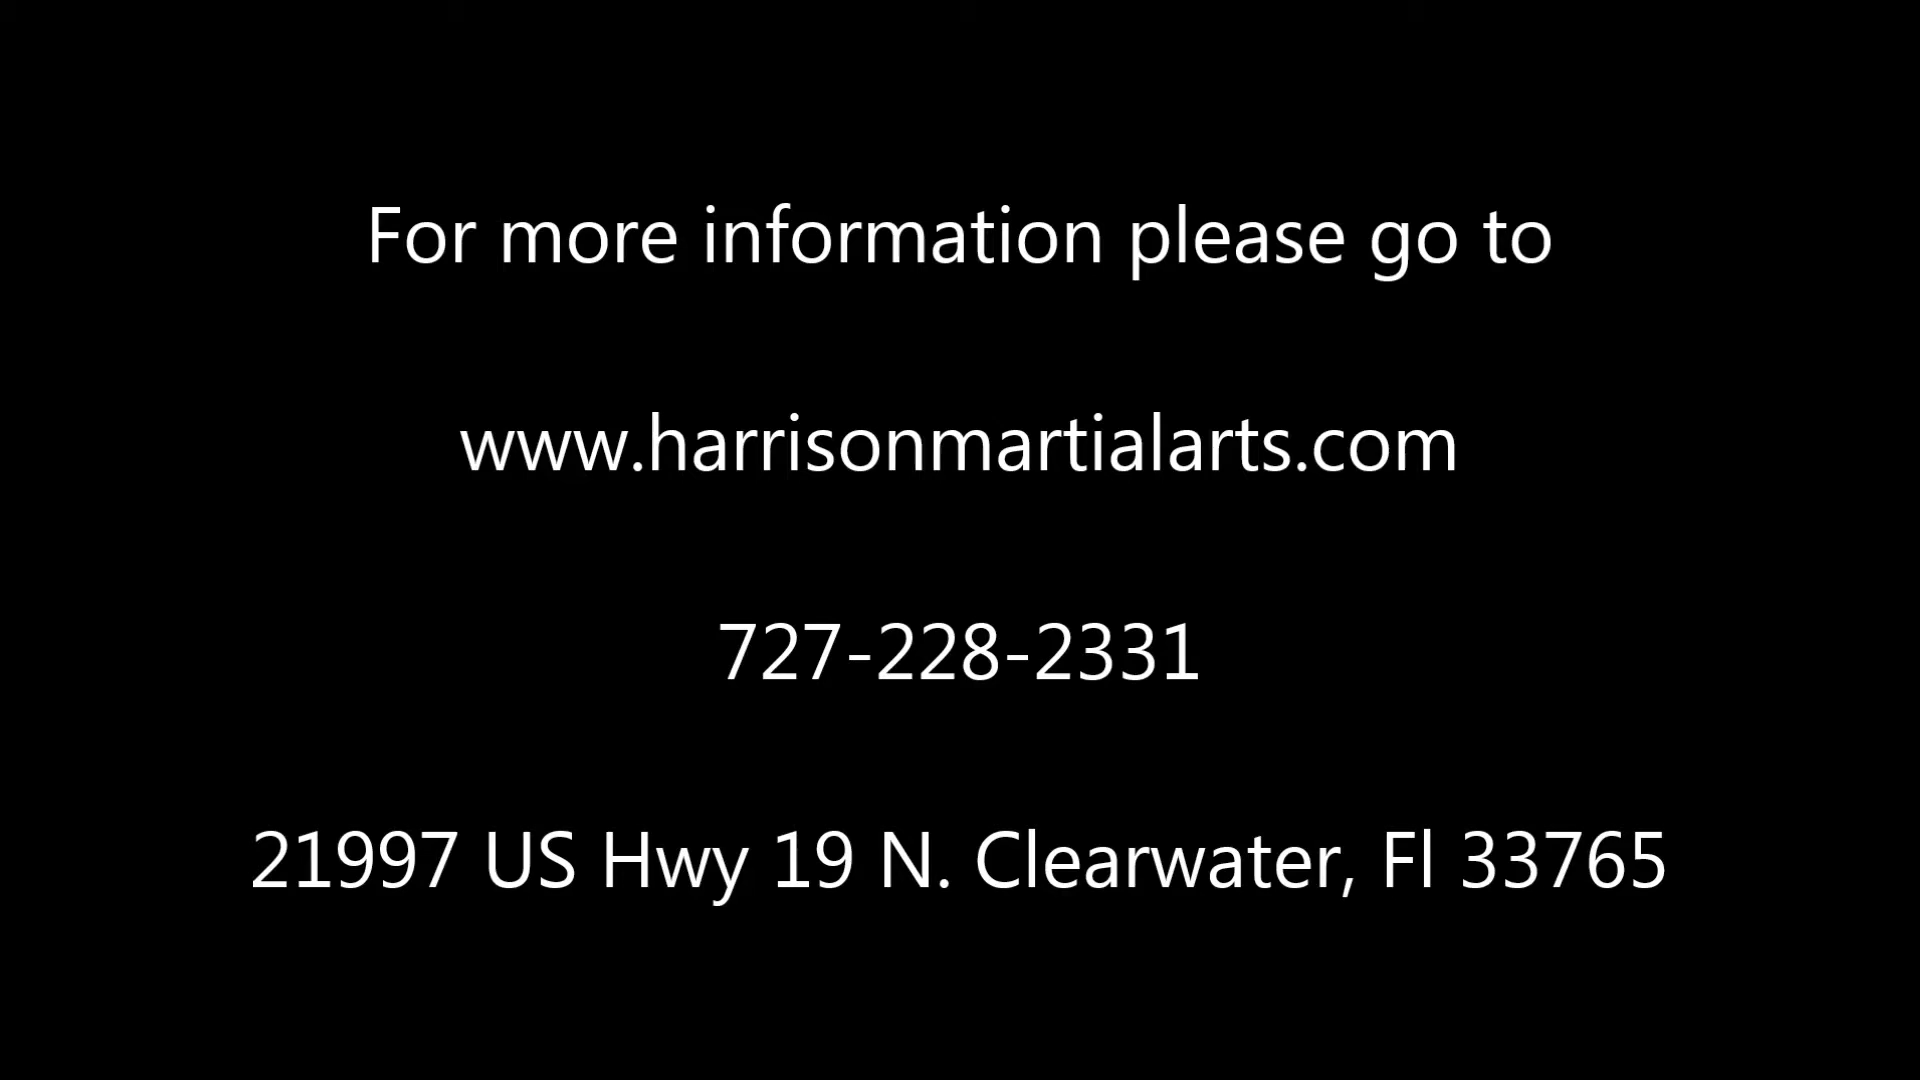 For more information please go to
www.harrisonmartialarts.com
727-228-2331
21997 US Hwy 19 N. Clearwater, Fl 33765